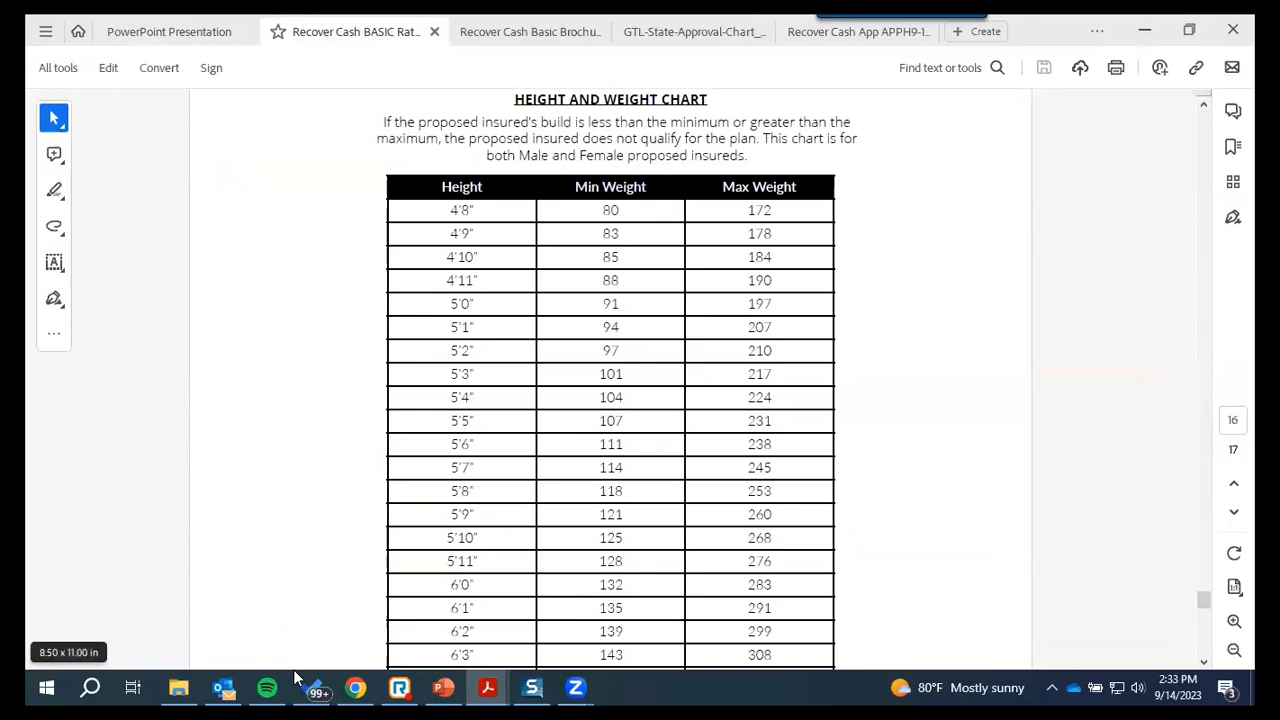 PowerPoint Presentation
Recover Cash BASIC Rat...
Recover Cash Basic Brochu...
GTL-State-Approval-Chart_...
Recover Cash App APPH9-I...
Create
All tools
Edit
Convert
Sign
Find text or tools
HEIGHT AND WEIGHT CHART
If the proposed insured's build is less than the minimum or greater than the
maximum, the proposed insured does not qualify for the plan. This chart is for
both Male and Female proposed insureds.
Height Min Weight Max Weight
4'8" 80 172
4'9" 83 178
4'10" 85 184
4'11" 88 190
5'0" 91 197
5'1" 94 207
5'2" 97 210
5'3" 101 217
5'4" 104 224
5'5" 107 231
5'6" 111 238
5'7" 114 245
5'8" 118 253
5'9" 121 260
5'10" 125 268
5'11" 128 276
6'0" 132 283
6'1" 135 291
6'2" 139 299
6'3" 143 308
16
17
8.50 x 11.00 in
99+
80°F Mostly sunny
2:33 PM
9/14/2023
3